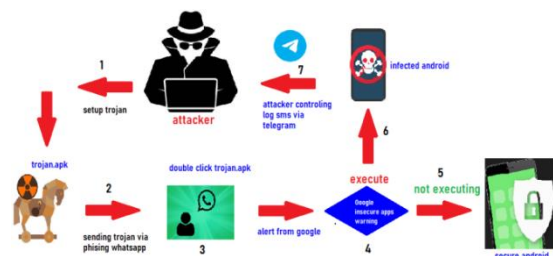 1
setup trojan
attacker
7
attacker controling
log sms via
telegram
infected android
6
trojan.apk
2
sending trojan via
phising whatsapp
double click trojan.apk
3
alert from google
execute
Google
insecure apps
warning
4
5
not executing
secure android